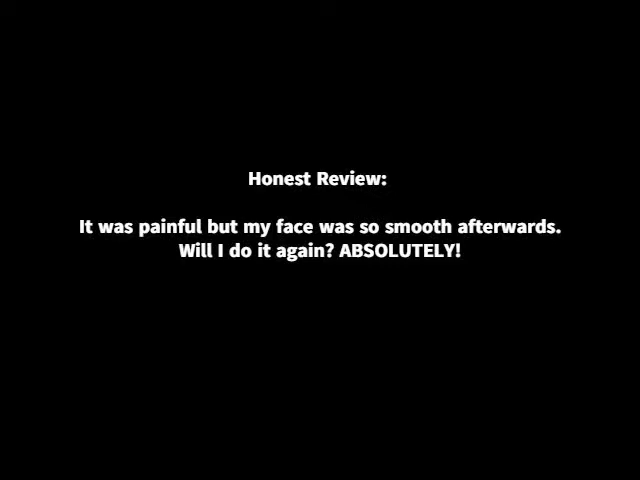 Honest Review:
It was painful but my face was so smooth afterwards.
Will I do it again? ABSOLUTELY!